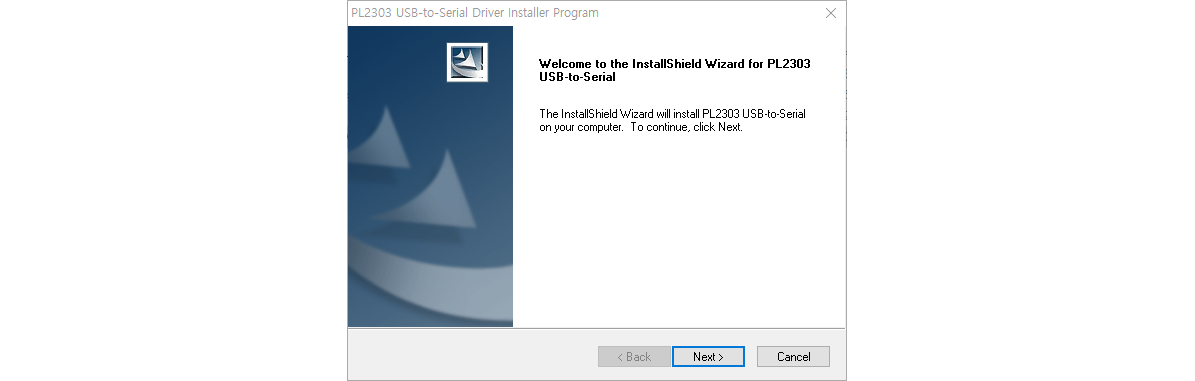 PL2303 USB-to-Serial Driver Installer Program
Welcome to the InstallShield Wizard for PL2303
USB-to-Serial
The InstallShield Wizard will install PL2303 USB-to-Serial
on your computer.  To continue, click Next.
< Back
Next >
Cancel